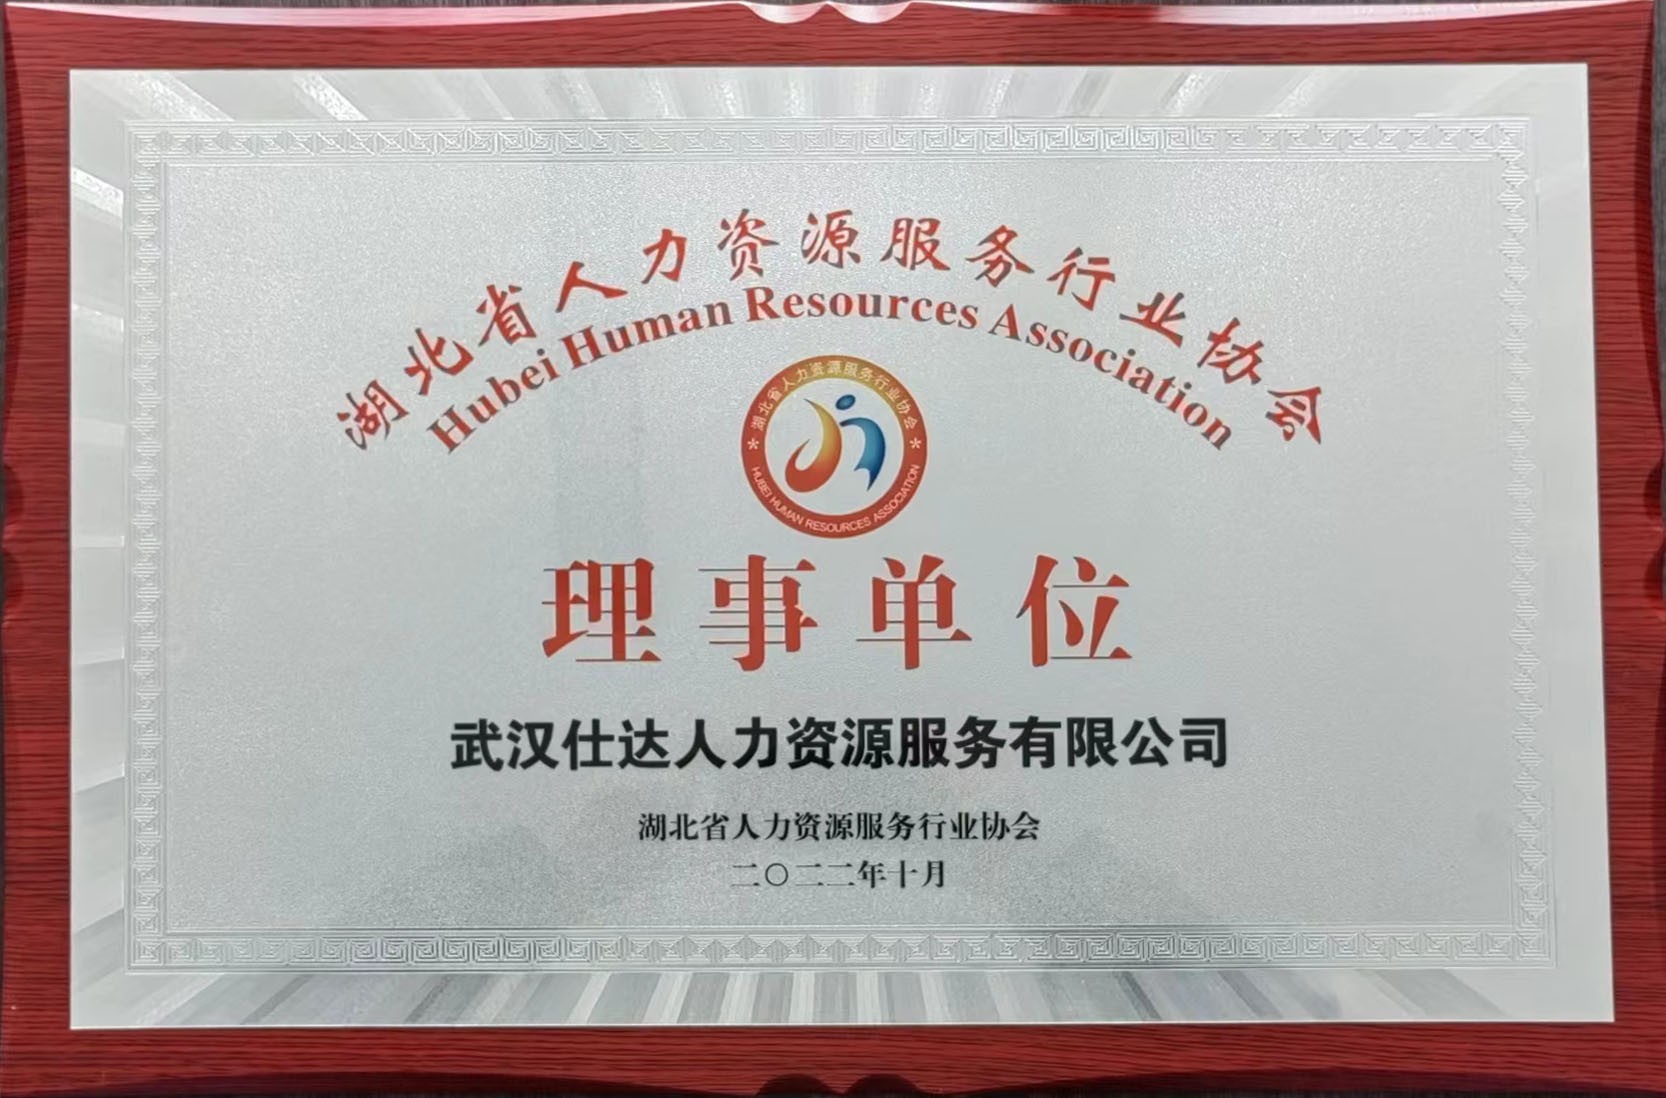 湖北省人力资源服务行业协会
Hubei Human Resources Association
湖北省人力资源服务行业协会
HUBEI HUMAN RESOURCES ASSOCIATION
理事单位
武汉仕达人力资源服务有限公司
湖北省人力资源服务行业协会
二〇二二年十月